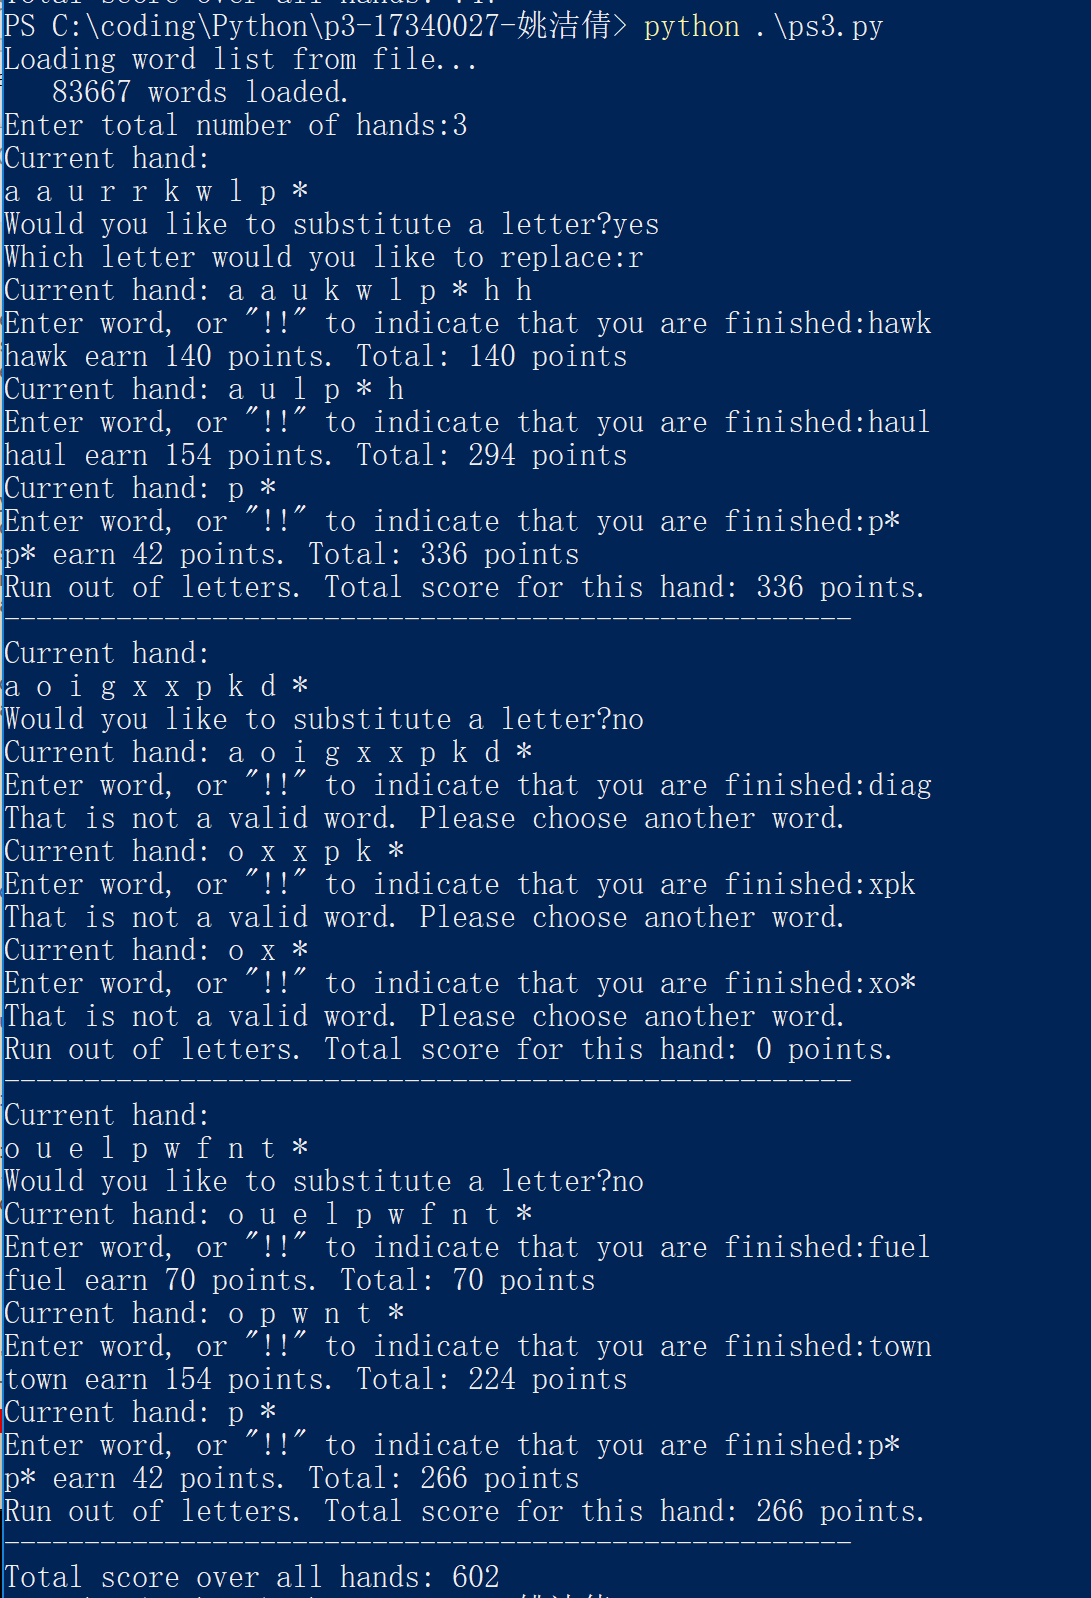 PS C:\coding\Python\p3-17340027-姚洁倩> python .\ps3.py
Loading word list from file...
   83667 words loaded.
Enter total number of hands:3
Current hand:
a a u r r k w l p *
Would you like to substitute a letter?yes
Which letter would you like to replace:r
Current hand: a a u k w l p * h h
Enter word, or "!!" to indicate that you are finished:hawk
hawk earn 140 points. Total: 140 points
Current hand: a u l p * h
Enter word, or "!!" to indicate that you are finished:haul
haul earn 154 points. Total: 294 points
Current hand: p *
Enter word, or "!!" to indicate that you are finished:p*
p* earn 42 points. Total: 336 points
Run out of letters. Total score for this hand: 336 points.
-----------------------------------------------------
Current hand:
a o i g x x p k d *
Would you like to substitute a letter?no
Current hand: a o i g x x p k d *
Enter word, or "!!" to indicate that you are finished:diag
That is not a valid word. Please choose another word.
Current hand: o x x p k *
Enter word, or "!!" to indicate that you are finished:xpk
That is not a valid word. Please choose another word.
Current hand: o x *
Enter word, or "!!" to indicate that you are finished:xo*
That is not a valid word. Please choose another word.
Run out of letters. Total score for this hand: 0 points.
-----------------------------------------------------
Current hand:
o u e l p w f n t *
Would you like to substitute a letter?no
Current hand: o u e l p w f n t *
Enter word, or "!!" to indicate that you are finished:fuel
fuel earn 70 points. Total: 70 points
Current hand: o p w n t *
Enter word, or "!!" to indicate that you are finished:town
town earn 154 points. Total: 224 points
Current hand: p *
Enter word, or "!!" to indicate that you are finished:p*
p* earn 42 points. Total: 266 points
Run out of letters. Total score for this hand: 266 points.
-----------------------------------------------------
Total score over all hands: 602